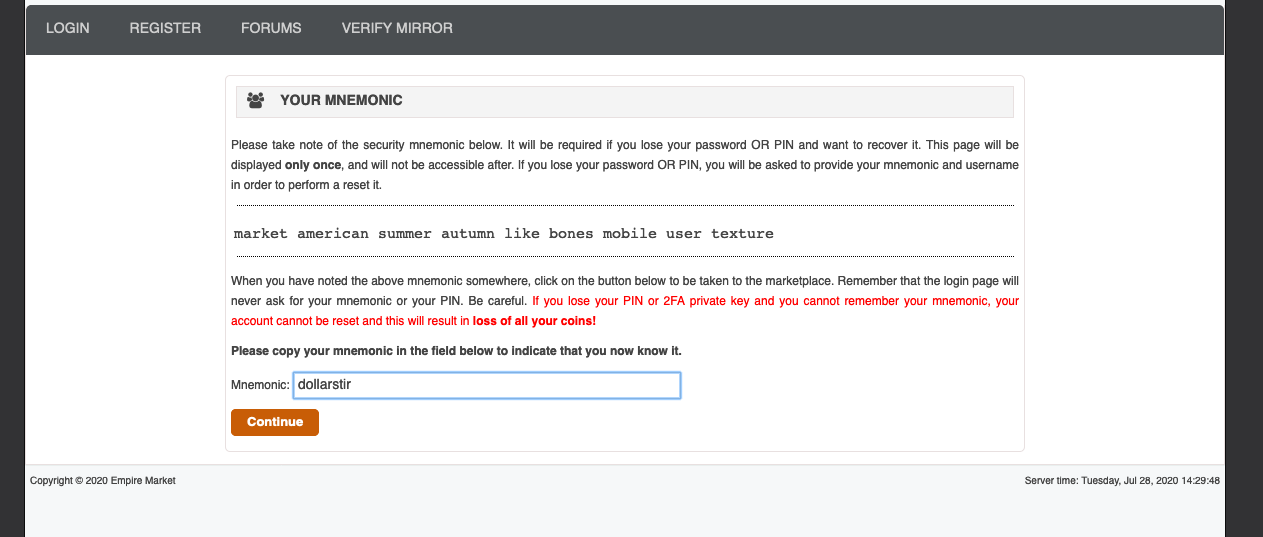 LOGIN REGISTER FORUMS VERIFY MIRROR
YOUR MNEMONIC
Please take note of the security mnemonic below. It will be required if you lose your password OR PIN and want to recover it. This page will be
displayed only once, and will not be accessible after. If you lose your password OR PIN, you will be asked to provide your mnemonic and username
in order to perform a reset it.
market american summer autumn like bones mobile user texture
When you have noted the above mnemonic somewhere, click on the button below to be taken to the marketplace. Remember that the login page will
never ask for your mnemonic or your PIN. Be careful. If you lose your PIN or 2FA private key and you cannot remember your mnemonic, your
account cannot be reset and this will result in loss of all your coins!
Please copy your mnemonic in the field below to indicate that you now know it.
Mnemonic: dollarstir
Continue
Copyright © 2020 Empire Market Server time: Tuesday, Jul 28, 2020 14:29:48